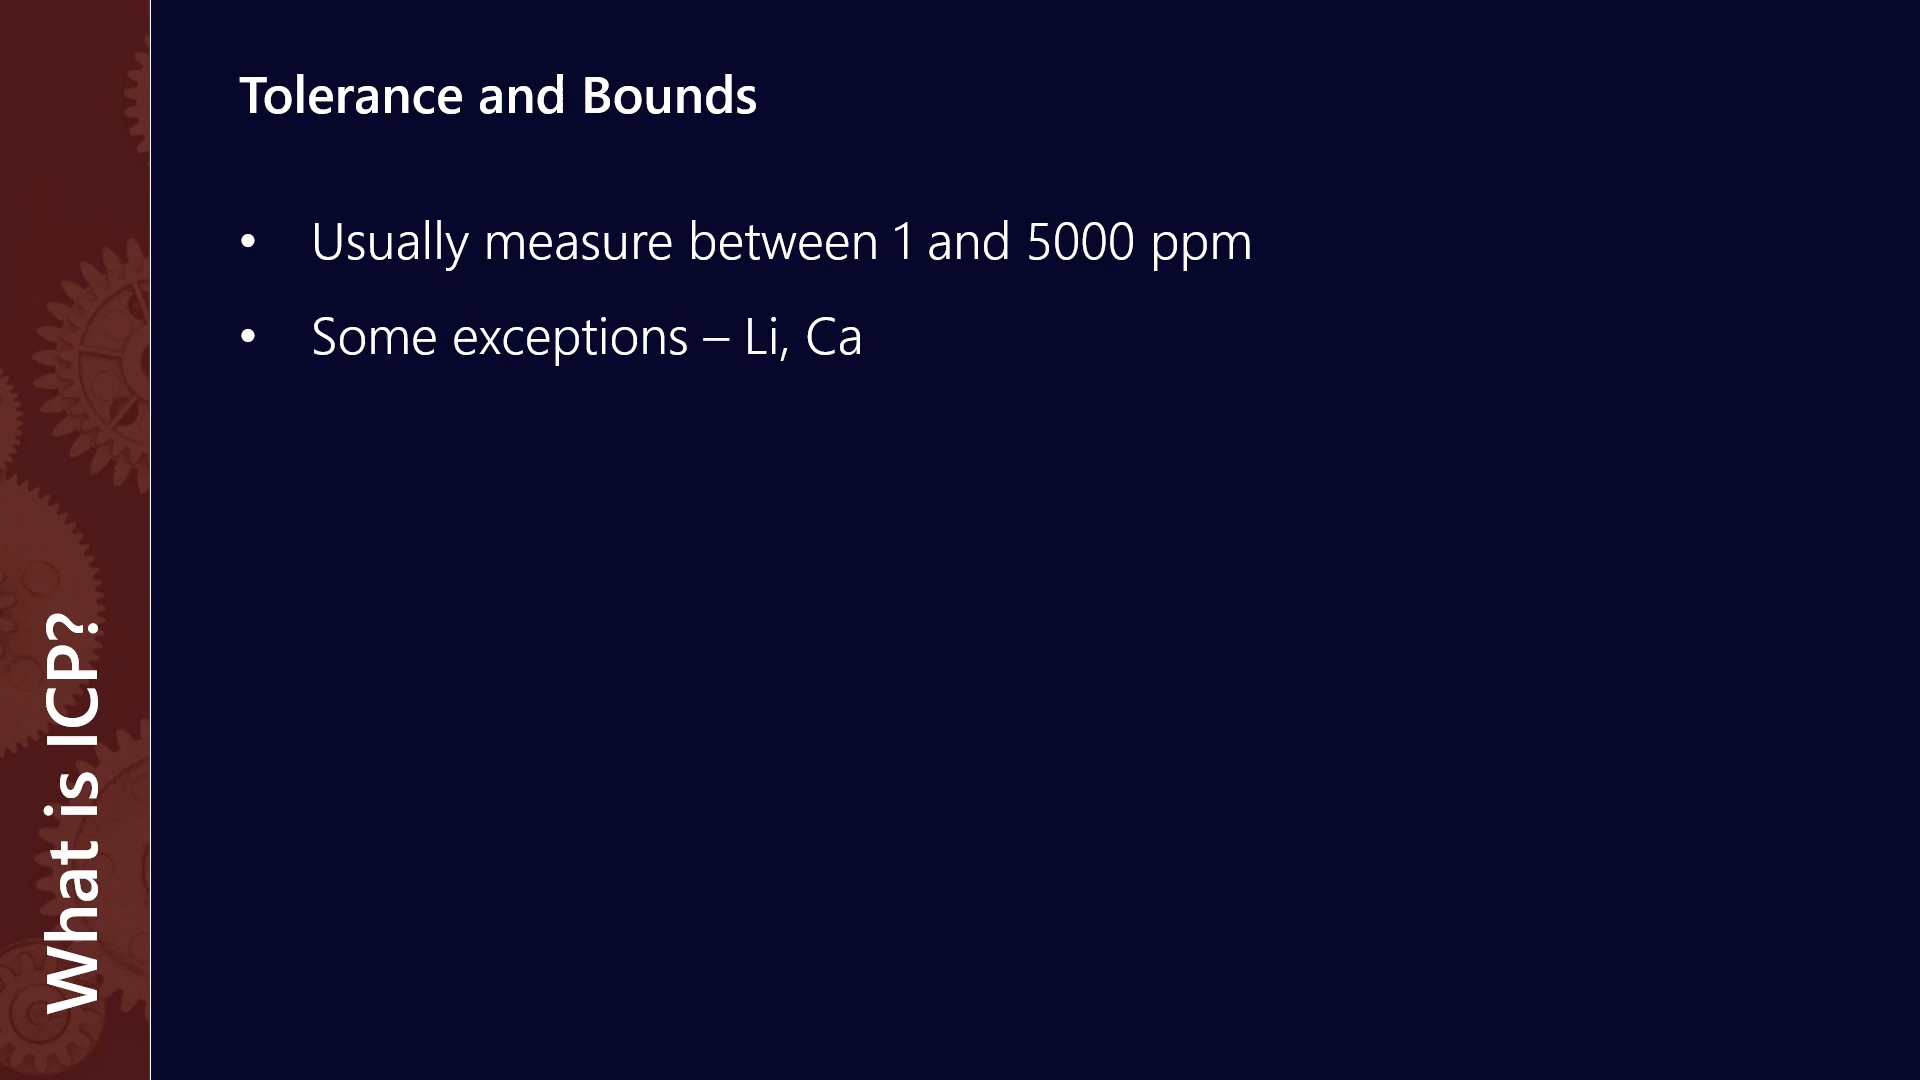 Tolerance and Bounds
• Usually measure between 1 and 5000 ppm
• Some exceptions – Li, Ca
What is ICP?